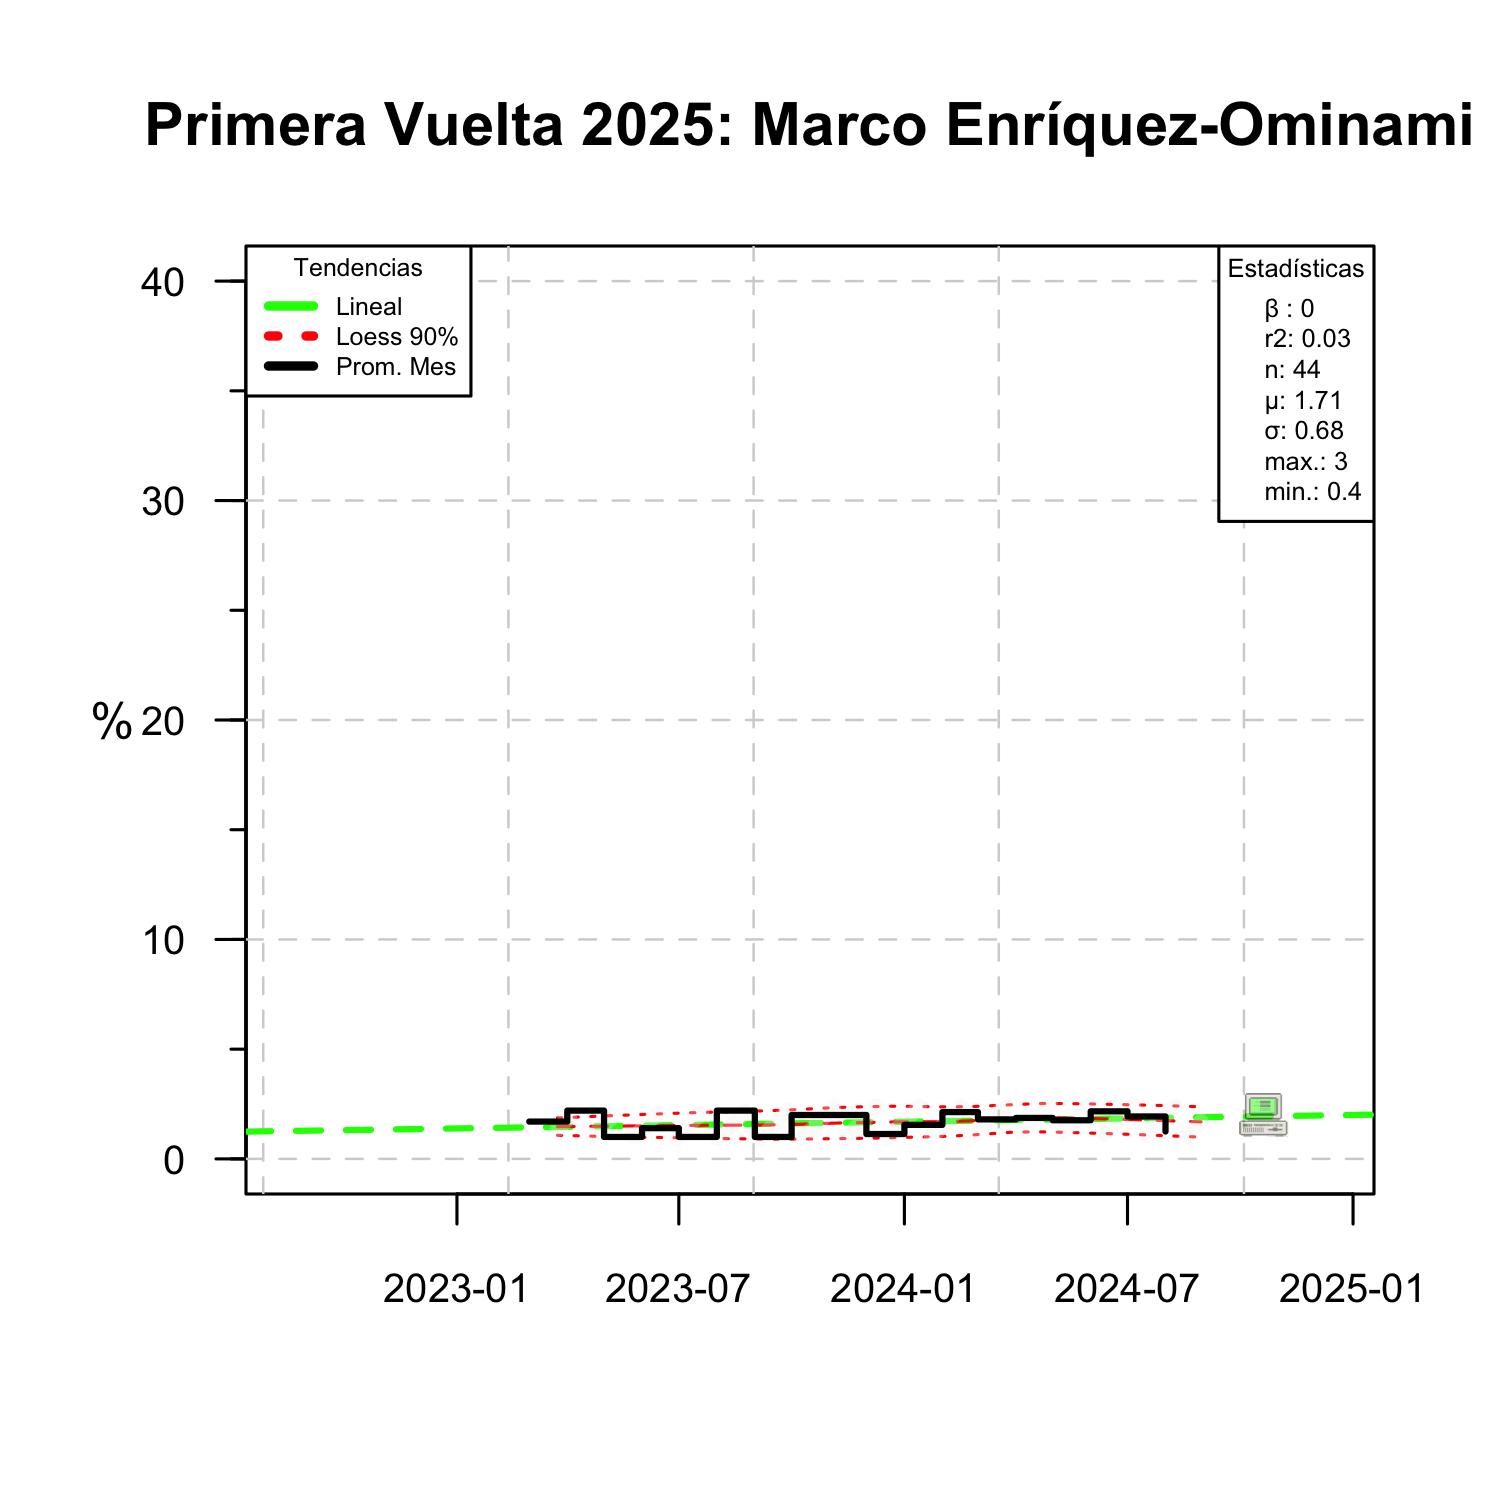 Primera Vuelta 2025: Marco Enríquez-Ominami
Tendencias
Lineal
Loess 90%
Prom. Mes
Estadísticas
β : 0
r2: 0.03
n: 44
μ: 1.71
σ: 0.68
max.: 3
min.: 0.4
40
30
20
10
0
%
2023-01
2023-07
2024-01
2024-07
2025-01